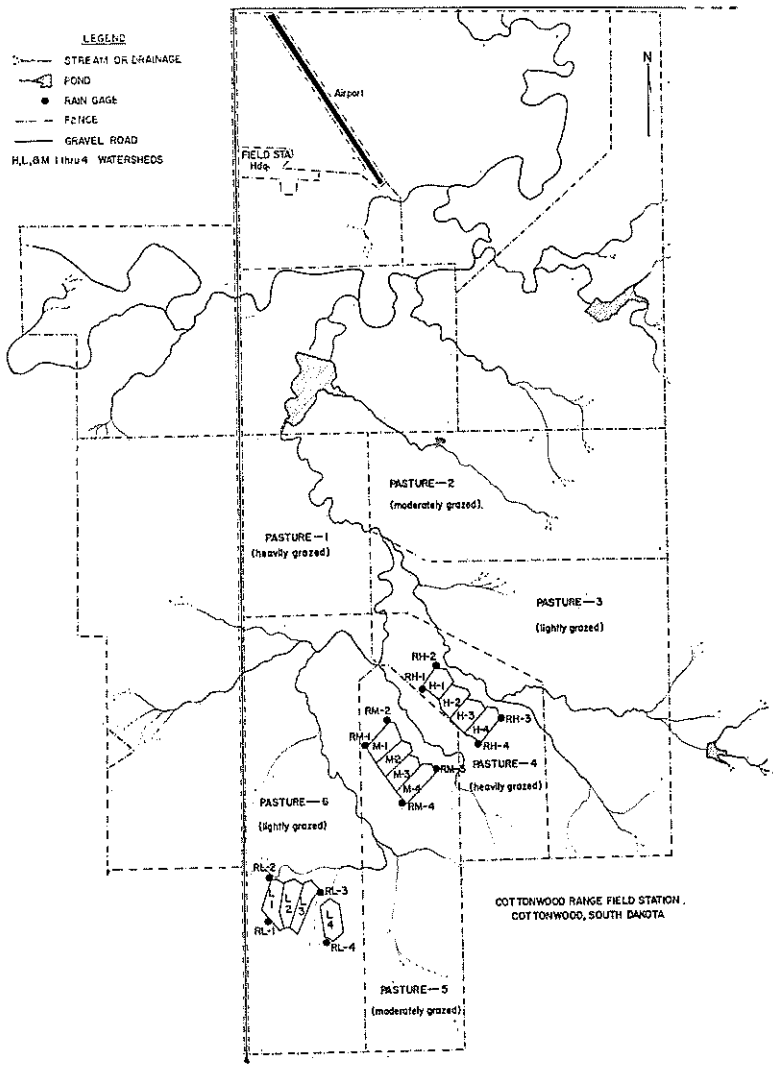 LEGEND
STREAM OR DRAINAGE
POND
RAIN GAGE
FENCE
GRAVEL ROAD
H,L,&M 1 thru 4 WATERSHEDS
Airport
N
FIELD STA.
Hdq.
PASTURE—2
(moderately grazed).
PASTURE—1
(heavily grazed)
PASTURE—3
(lightly grazed)
RH-2
RH-1
H-1
H-2
H-3
H-4
RH-3
RH-4
RM-2
RM-1
M-1
M-2
M-3
M-4
RM-3
RM-4
PASTURE—4
(heavily grazed)
PASTURE—6
(lightly grazed)
RL-2
L
1
L
2
L
3
RL-3
L
4
RL-1
RL-4
COTTONWOOD RANGE FIELD STATION,
COTTONWOOD, SOUTH DAKOTA
PASTURE—5
(moderately grazed)